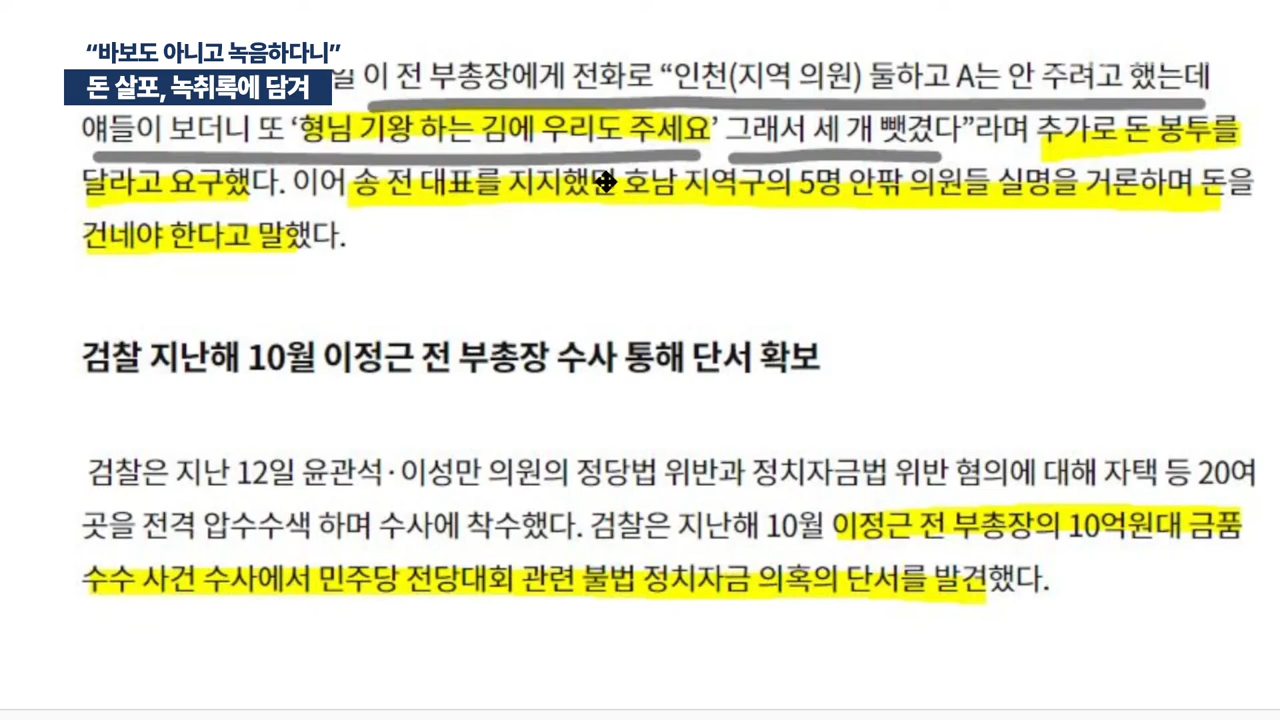 “바보도 아니고 녹음하다니”
돈 살포, 녹취록에 담겨
일 이 전 부총장에게 전화로 “인천(지역 의원) 둘하고 A는 안 주려고 했는데
얘들이 보더니 또 ‘형님 기왕 하는 김에 우리도 주세요’ 그래서 세 개 뺏겼다”라며 추가로 돈 봉투를
달라고 요구했다. 이어 송 전 대표를 지지했던 호남 지역구의 5명 안팎 의원들 실명을 거론하며 돈을
건네야 한다고 말했다.
검찰 지난해 10월 이정근 전 부총장 수사 통해 단서 확보
검찰은 지난 12일 윤관석·이성만 의원의 정당법 위반과 정치자금법 위반 혐의에 대해 자택 등 20여
곳을 전격 압수수색 하며 수사에 착수했다. 검찰은 지난해 10월 이정근 전 부총장의 10억원대 금품
수수 사건 수사에서 민주당 전당대회 관련 불법 정치자금 의혹의 단서를 발견했다.